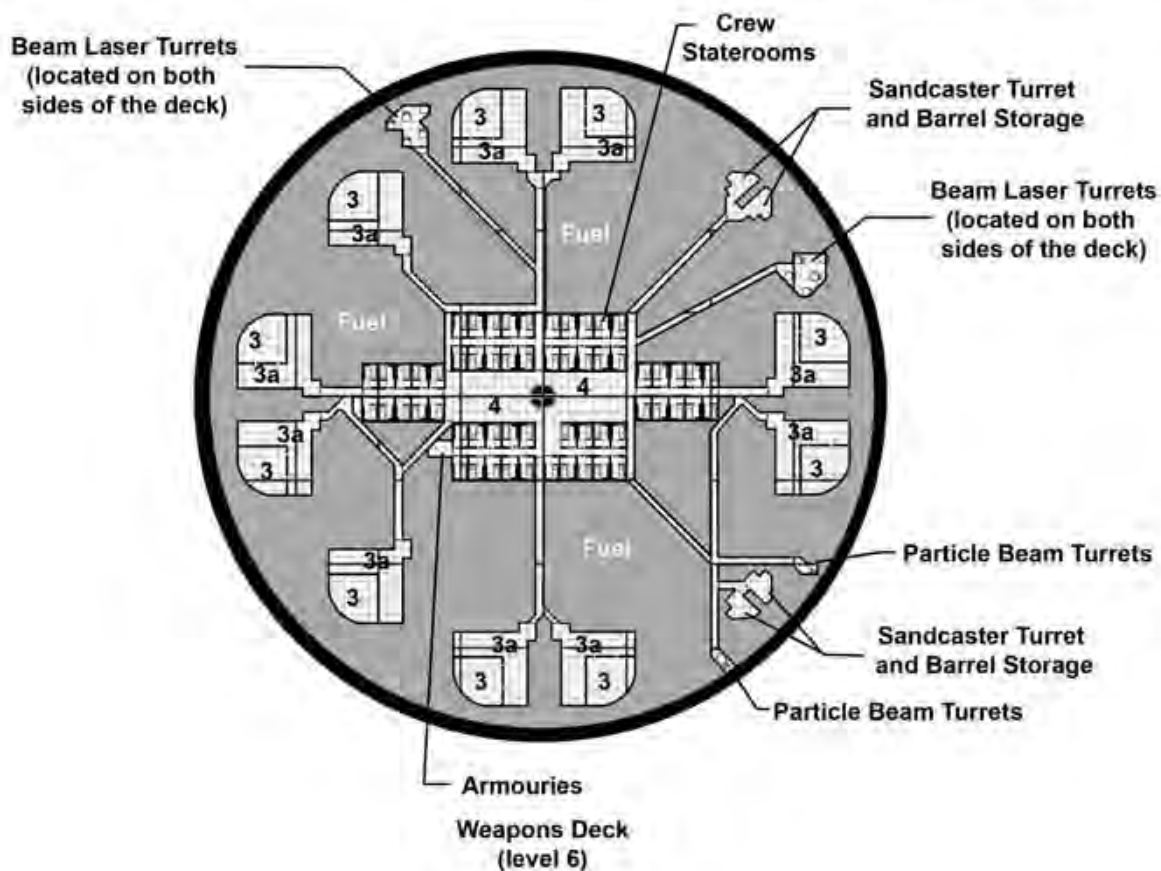 Crew
Staterooms
Beam Laser Turrets
(located on both
sides of the deck)
Sandcaster Turret
and Barrel Storage
Beam Laser Turrets
(located on both
sides of the deck)
3
3
3a
3a
3
3a
Fuel
Fuel
3
3a
3
3a
4
4
3a
3
3a
3
Fuel
3a
3
Particle Beam Turrets
Sandcaster Turret
and Barrel Storage
3a
3
3a
3
Particle Beam Turrets
Armouries
Weapons Deck
(level 6)